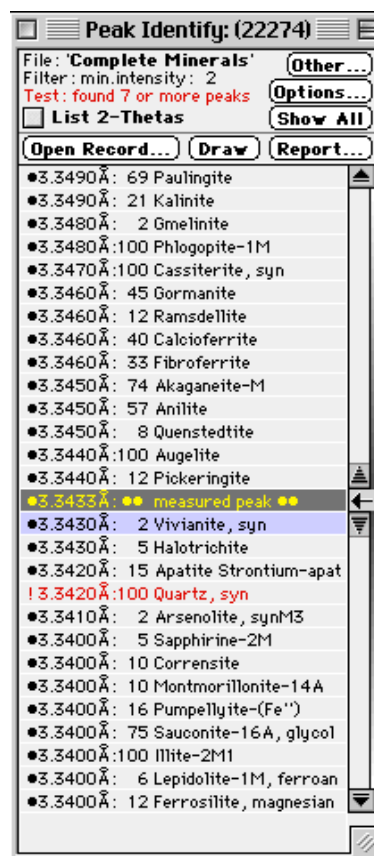 Peak Identify: (22274)
File: 'Complete Minerals'
Other...
Filter: min.intensity: 2
Test: found 7 or more peaks
Options...
List 2-Thetas
Show All
Open Record...
Draw
Report...
●3.3490Å: 69 Paulingite
●3.3490Å: 21 Kalinite
●3.3480Å: 2 Gmelinite
●3.3480Å:100 Phlogopite-1M
●3.3470Å:100 Cassiterite, syn
●3.3460Å: 45 Gormanite
●3.3460Å: 12 Ramsdellite
●3.3460Å: 40 Calcioferrite
●3.3460Å: 33 Fibroferrite
●3.3450Å: 74 Akaganeite-M
●3.3450Å: 57 Anilite
●3.3450Å: 8 Quenstedtite
●3.3440Å:100 Augelite
●3.3440Å: 12 Pickeringite
●3.3433Å: ●● measured peak ●●
●3.3430Å: 2 Vivianite, syn
●3.3430Å: 5 Halotrichite
●3.3420Å: 15 Apatite Strontium-apat
!3.3420Å:100 Quartz, syn
●3.3410Å: 2 Arsenolite, synM3
●3.3400Å: 5 Sapphirine-2M
●3.3400Å: 10 Corrensite
●3.3400Å: 10 Montmorillonite-14A
●3.3400Å: 16 Pumpellyite-(Fe'')
●3.3400Å: 75 Sauconite-16A, glycol
●3.3400Å:100 Illite-2M1
●3.3400Å: 6 Lepidolite-1M, ferroan
●3.3400Å: 12 Ferrosilite, magnesian